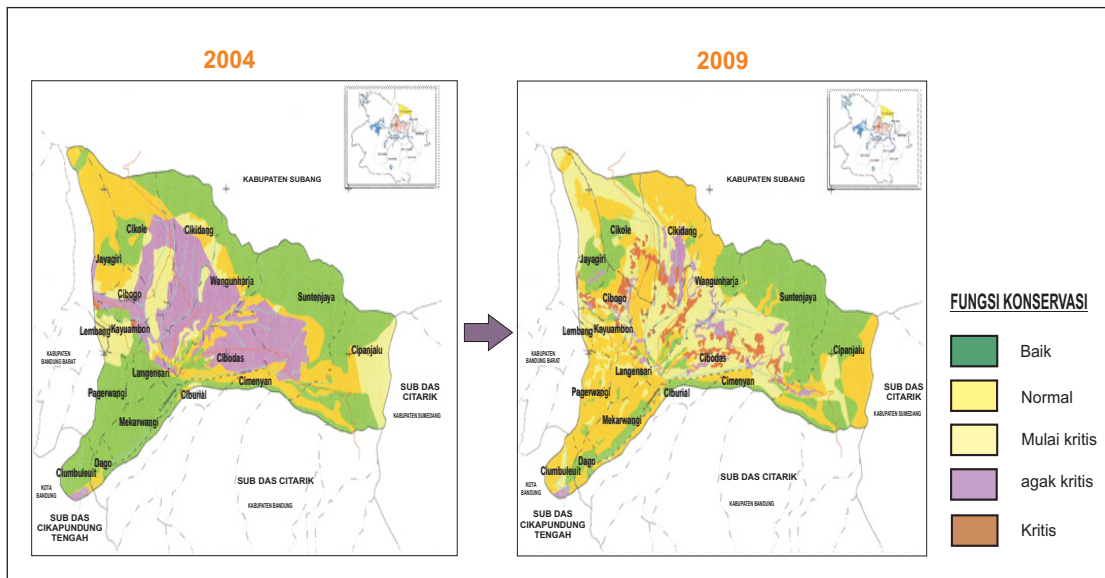 2004
2009
KABUPATEN SUBANG
Cikole
Cikidang
Jayagiri
Wangunharja
Cibogo
Suntenjaya
Lembang
Kayuambon
KABUPATEN
BANDUNG BARAT
Cibodas
Cipanjalu
Langensari
Cimenyan
SUB DAS
CITARIK
Pagerwangi
Ciburial
KABUPATEN SUMEDANG
Mekarwangi
Dago
Ciumbuleuit
SUB DAS CITARIK
KOTA
BANDUNG
KABUPATEN BANDUNG
SUB DAS
CIKAPUNDUNG
TENGAH
KABUPATEN SUBANG
Cikole
Cikidang
Jayagiri
Wangunharja
Cibogo
Suntenjaya
Lembang
Kayuambon
KABUPATEN
BANDUNG BARAT
Cibodas
Cipanjalu
Langensari
Cimenyan
SUB DAS
CITARIK
Pagerwangi
Ciburial
KABUPATEN SUMEDANG
Mekarwangi
Dago
Ciumbuleuit
SUB DAS CITARIK
KOTA
BANDUNG
KABUPATEN BANDUNG
SUB DAS
CIKAPUNDUNG
TENGAH
FUNGSI KONSERVASI
Baik
Normal
Mulai kritis
agak kritis
Kritis